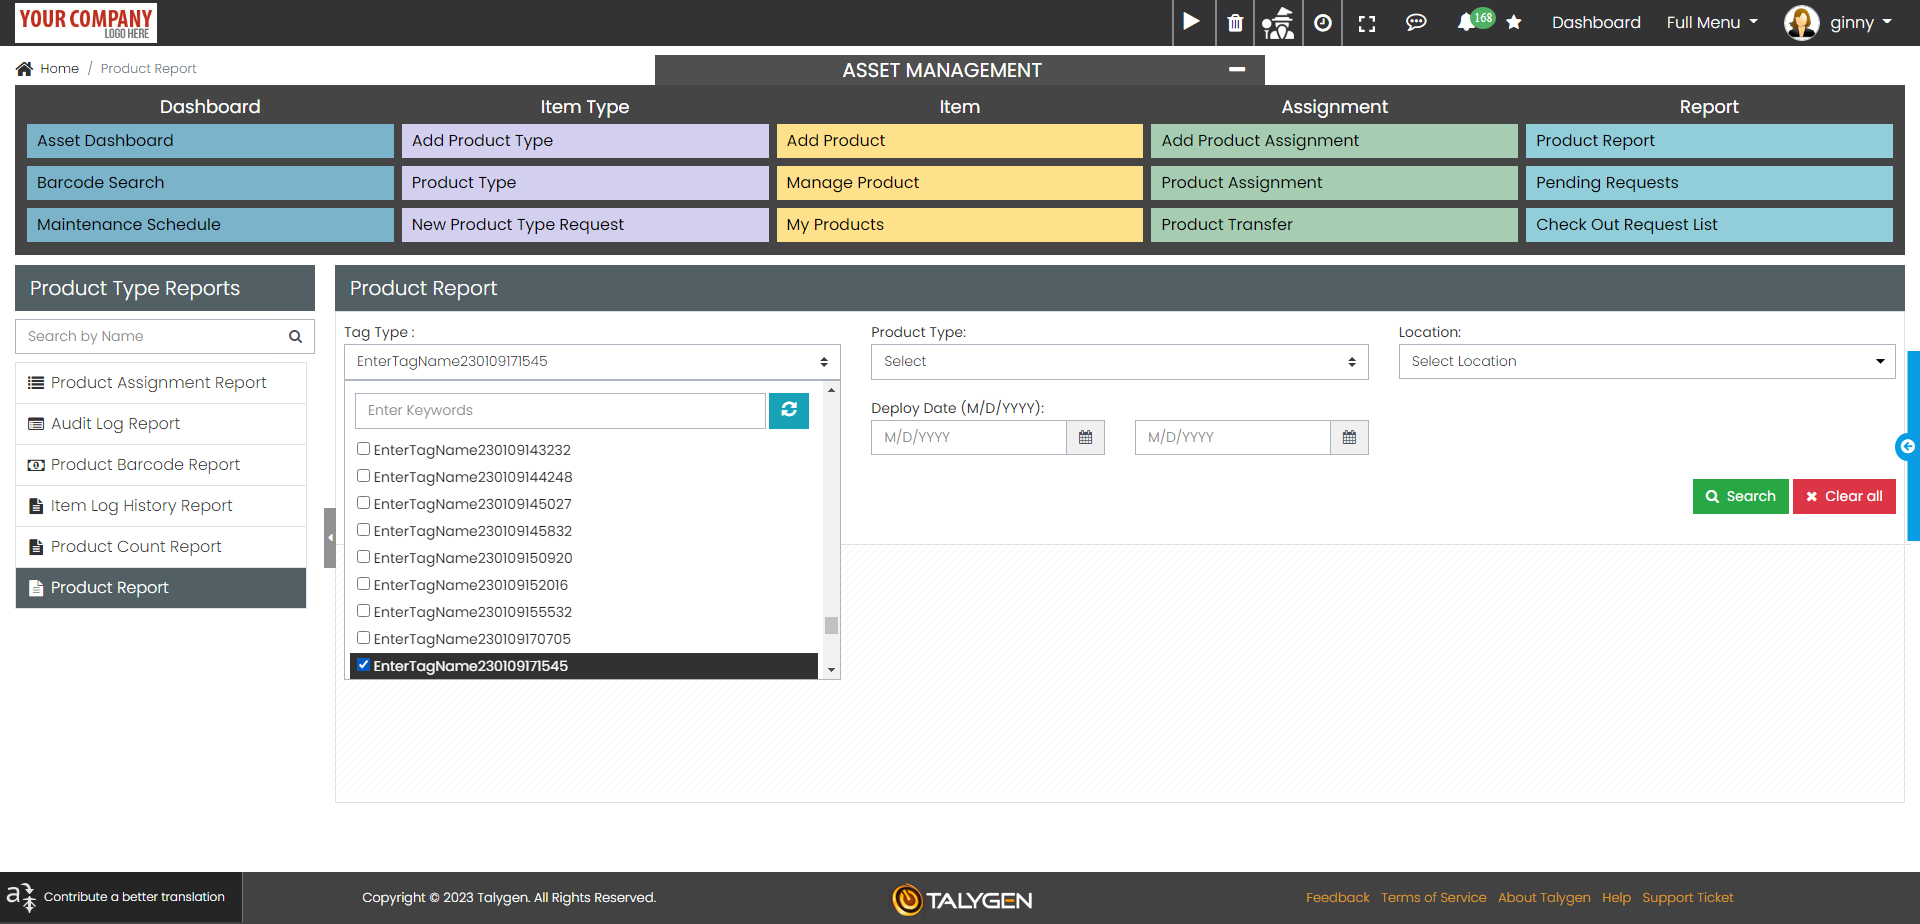 YOUR COMPANY
LOGO HERE
168
Dashboard
Full Menu
ginny
Home / Product Report
ASSET MANAGEMENT
Dashboard
Item Type
Item
Assignment
Report
Asset Dashboard
Add Product Type
Add Product
Add Product Assignment
Product Report
Barcode Search
Product Type
Manage Product
Product Assignment
Pending Requests
Maintenance Schedule
New Product Type Request
My Products
Product Transfer
Check Out Request List
Product Type Reports
Search by Name
Product Assignment Report
Audit Log Report
Product Barcode Report
Item Log History Report
Product Count Report
Product Report
Product Report
Tag Type :
EnterTagName230109171545
Enter Keywords
EnterTagName230109143232
EnterTagName230109144248
EnterTagName230109145027
EnterTagName230109145832
EnterTagName230109150920
EnterTagName230109152016
EnterTagName230109155532
EnterTagName230109170705
EnterTagName230109171545
Product Type:
Select
Deploy Date (M/D/YYYY):
M/D/YYYY
M/D/YYYY
Location:
Select Location
Search
Clear all
Contribute a better translation
Copyright © 2023 Talygen. All Rights Reserved.
TALYGEN
Feedback Terms of Service About Talygen Help Support Ticket